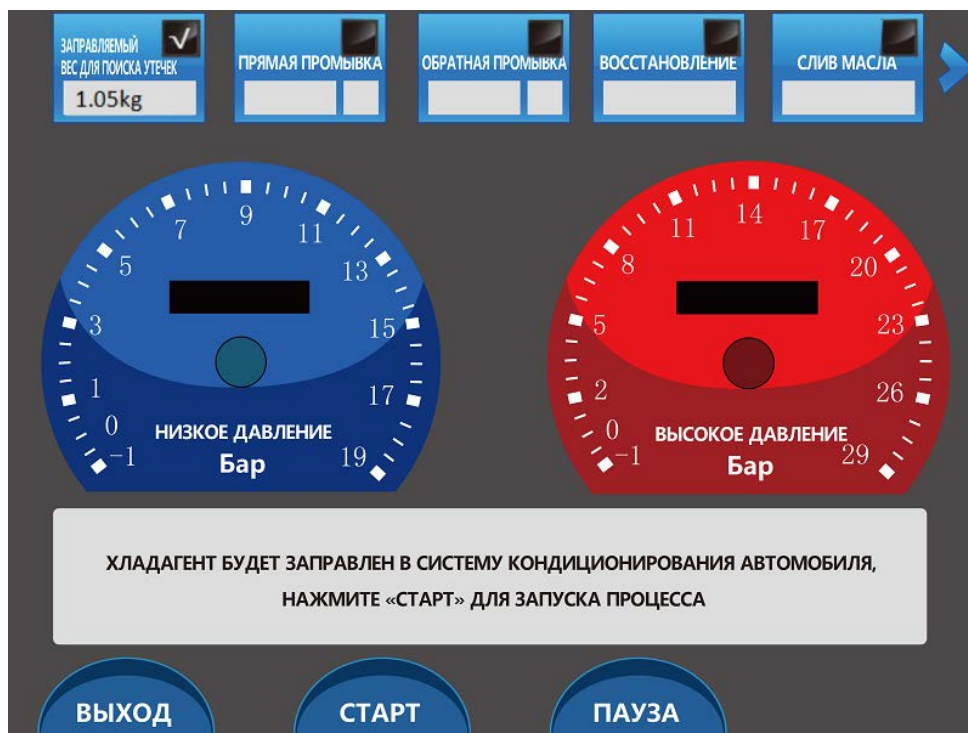 ЗАПРАВЛЯЕМЫЙ
ВЕС ДЛЯ ПОИСКА УТЕЧЕК
1.05kg
ПРЯМАЯ ПРОМЫВКА
ОБРАТНАЯ ПРОМЫВКА
ВОССТАНОВЛЕНИЕ
СЛИВ МАСЛА
-1
0
1
3
5
7
9
11
13
15
17
19
НИЗКОЕ ДАВЛЕНИЕ
Бар
-1
0
2
5
8
11
14
17
20
23
26
29
ВЫСОКОЕ ДАВЛЕНИЕ
Бар
ХЛАДАГЕНТ БУДЕТ ЗАПРАВЛЕН В СИСТЕМУ КОНДИЦИОНИРОВАНИЯ АВТОМОБИЛЯ,
НАЖМИТЕ «СТАРТ» ДЛЯ ЗАПУСКА ПРОЦЕССА
ВЫХОД
СТАРТ
ПАУЗА